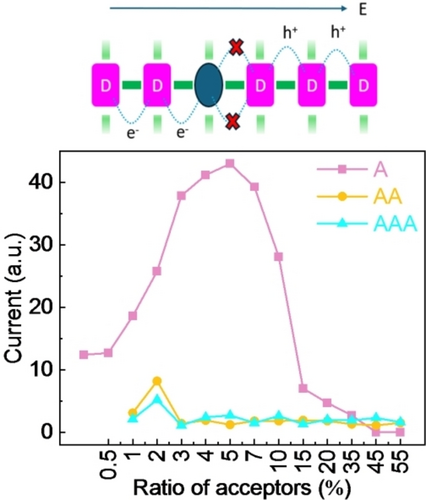 E
h+ h+
D D D D D
e- e-
A
AA
AAA
40
30
20
10
0
Current (a.u.)
0.5 1 2 3 4 5 7 10 15 20 35 45 55
Ratio of acceptors (%)